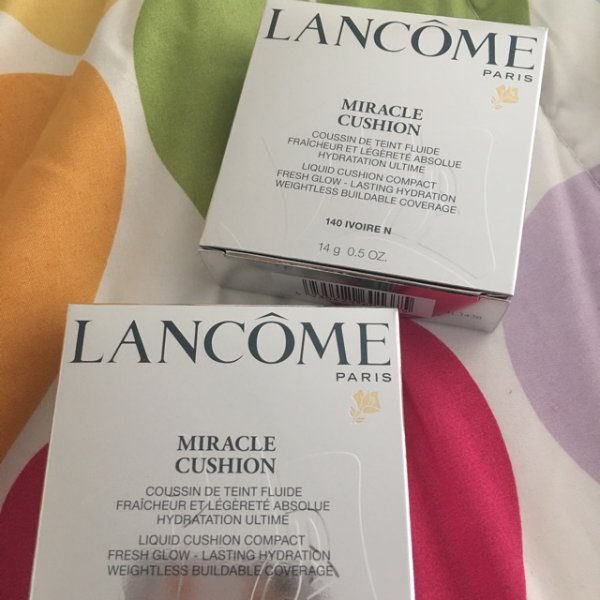 LANCÔME
PARIS
MIRACLE
CUSHION
COUSSIN DE TEINT FLUIDE
FRAÎCHEUR ET LÉGÈRETÉ ABSOLUE
HYDRATATION ULTIME
LIQUID CUSHION COMPACT
FRESH GLOW - LASTING HYDRATION
WEIGHTLESS BUILDABLE COVERAGE
140 IVOIRE N
14 g 0.5 OZ.
LANCÔME
PARIS
MIRACLE
CUSHION
COUSSIN DE TEINT FLUIDE
FRAÎCHEUR ET LÉGÈRETÉ ABSOLUE
HYDRATATION ULTIME
LIQUID CUSHION COMPACT
FRESH GLOW - LASTING HYDRATION
WEIGHTLESS BUILDABLE COVERAGE